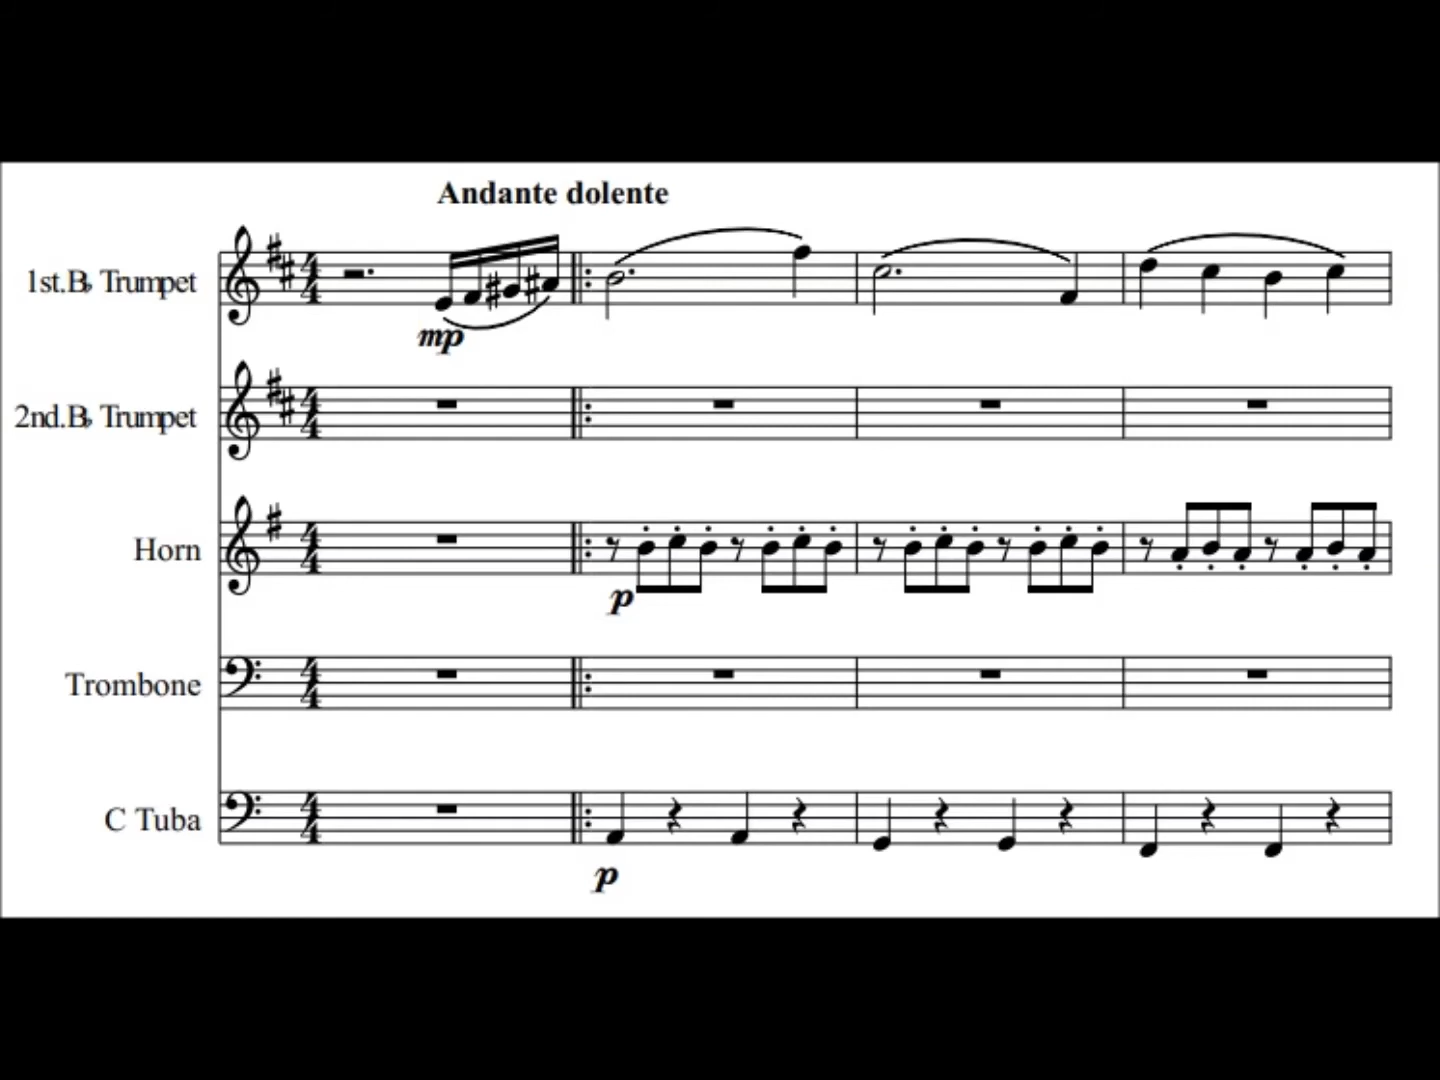 Andante dolente
1st.B♭ Trumpet
mp
2nd.B♭ Trumpet
Horn
p
Trombone
C Tuba
p